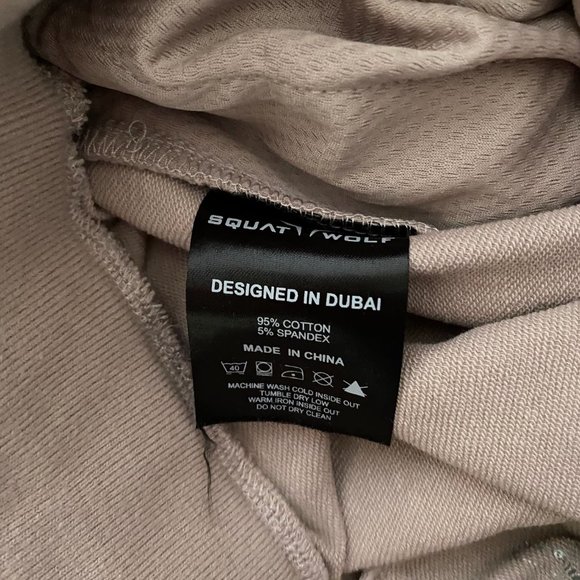 SQUAT WOLF
DESIGNED IN DUBAI
95% COTTON
5% SPANDEX
MADE IN CHINA
40
MACHINE WASH COLD INSIDE OUT
TUMBLE DRY LOW
WARM IRON INSIDE OUT
DO NOT DRY CLEAN